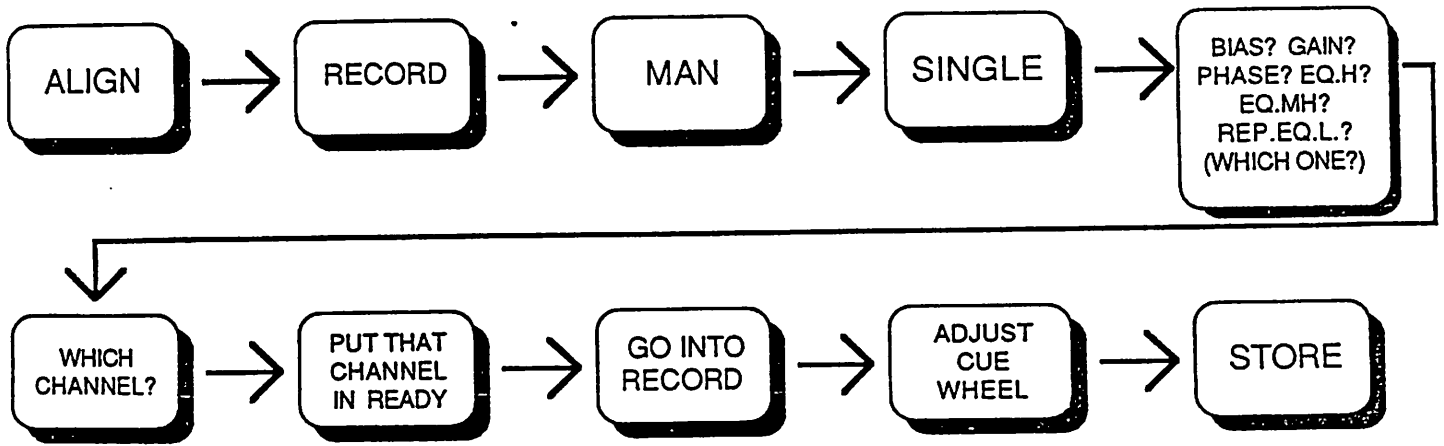 ALIGN
RECORD
MAN
SINGLE
BIAS? GAIN?
PHASE? EQ.H?
EQ.MH?
REP.EQ.L.?
(WHICH ONE?)
WHICH
CHANNEL?
PUT THAT
CHANNEL
IN READY
GO INTO
RECORD
ADJUST
CUE
WHEEL
STORE